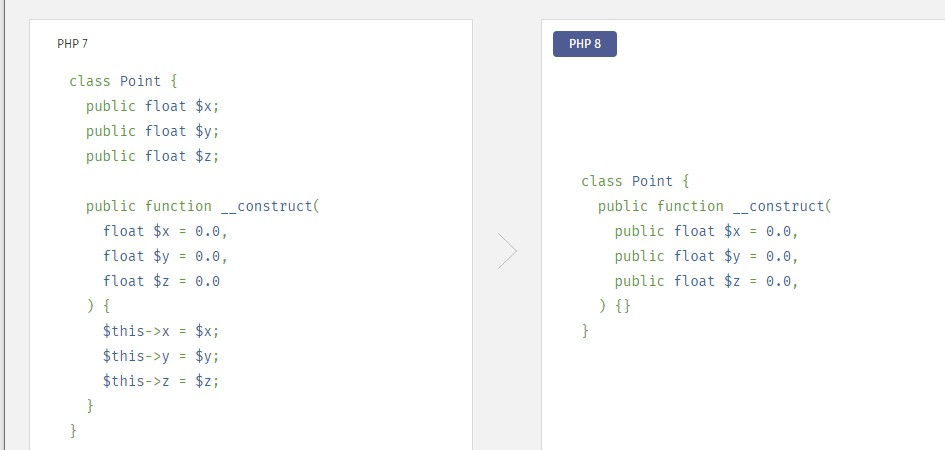 PHP 7
class Point {
  public float $x;
  public float $y;
  public float $z;

  public function __construct(
    float $x = 0.0,
    float $y = 0.0,
    float $z = 0.0
  ) {
    $this->x = $x;
    $this->y = $y;
    $this->z = $z;
  }
}
PHP 8
class Point {
  public function __construct(
    public float $x = 0.0,
    public float $y = 0.0,
    public float $z = 0.0,
  ) {}
}